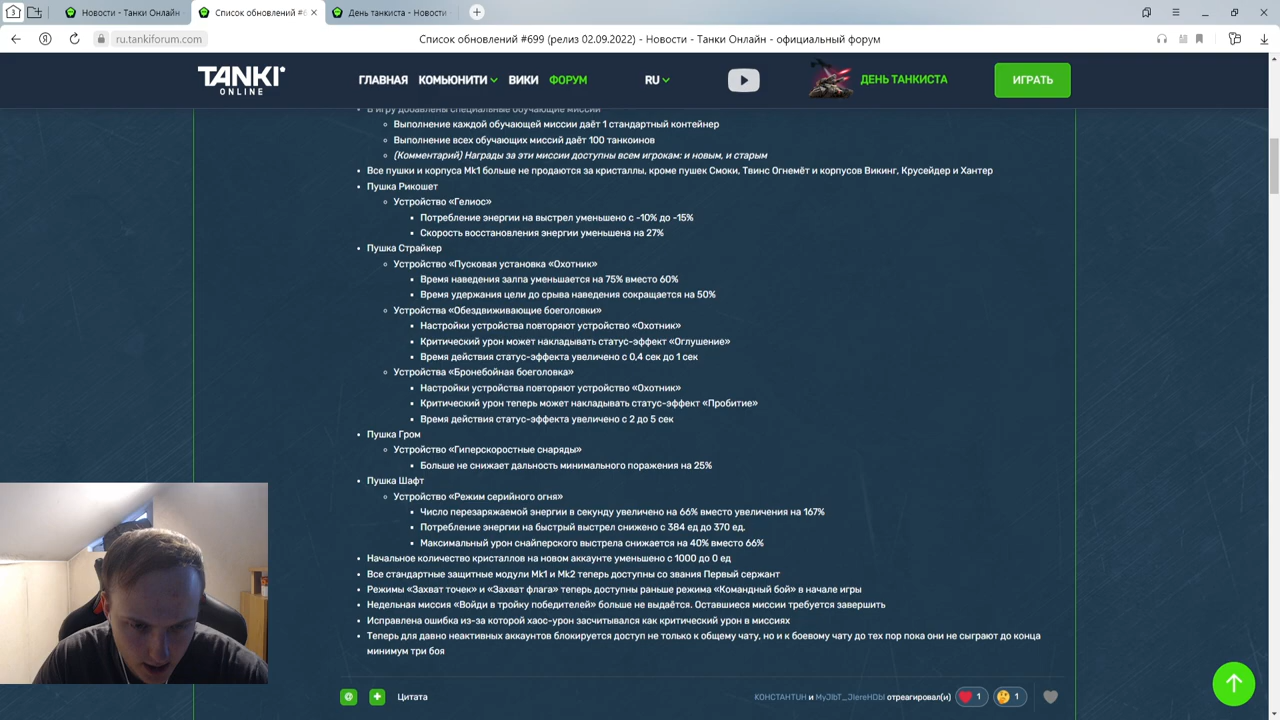 Новости - Танки Онлайн
Список обновлений #6
День танкиста - Новости
ru.tankiforum.com
Список обновлений #699 (релиз 02.09.2022) - Новости - Танки Онлайн - официальный форум
TANKI
ONLINE
ГЛАВНАЯ
КОМЬЮНИТИ
ВИКИ
ФОРУМ
RU
ДЕНЬ ТАНКИСТА
ИГРАТЬ
В игру добавлены специальные обучающие миссии
Выполнение каждой обучающей миссии даёт 1 стандартный контейнер
Выполнение всех обучающих миссий даёт 100 танкоинов
(Комментарий) Награды за эти миссии доступны всем игрокам: и новым, и старым
Все пушки и корпуса Mk1 больше не продаются за кристаллы, кроме пушек Смоки, Твинс Огнемёт и корпусов Викинг, Крусейдер и Хантер
Пушка Рикошет
Устройство «Гелиос»
Потребление энергии на выстрел уменьшено с -10% до -15%
Скорость восстановления энергии уменьшена на 27%
Пушка Страйкер
Устройство «Пусковая установка «Охотник»
Время наведения залпа уменьшается на 75% вместо 60%
Время удержания цели до срыва наведения сокращается на 50%
Устройства «Обездвиживающие боеголовки»
Настройки устройства повторяют устройство «Охотник»
Критический урон может накладывать статус-эффект «Оглушение»
Время действия статус-эффекта увеличено с 0,4 сек до 1 сек
Устройства «Бронебойная боеголовка»
Настройки устройства повторяют устройство «Охотник»
Критический урон теперь может накладывать статус-эффект «Пробитие»
Время действия статус-эффекта увеличено с 2 до 5 сек
Пушка Гром
Устройство «Гиперскоростные снаряды»
Больше не снижает дальность минимального поражения на 25%
Пушка Шафт
Устройство «Режим серийного огня»
Число перезаряжаемой энергии в секунду увеличено на 66% вместо увеличения на 167%
Потребление энергии на быстрый выстрел снижено с 384 ед до 370 ед.
Максимальный урон снайперского выстрела снижается на 40% вместо 66%
Начальное количество кристаллов на новом аккаунте уменьшено с 1000 до 0 ед
Все стандартные защитные модули Mk1 и Mk2 теперь доступны со звания Первый сержант
Режимы «Захват точек» и «Захват флага» теперь доступны раньше режима «Командный бой» в начале игры
Недельная миссия «Войди в тройку победителей» больше не выдаётся. Оставшиеся миссии требуется завершить
Исправлена ошибка из-за которой хаос-урон засчитывался как критический урон в миссиях
Теперь для давно неактивных аккаунтов блокируется доступ не только к общему чату, но и к боевому чату до тех пор пока они не сыграют до конца
минимум три боя
Цитата
КОНСТАНТUН и MyJlbT_JIereHDbI отреагировал(и)
1
1